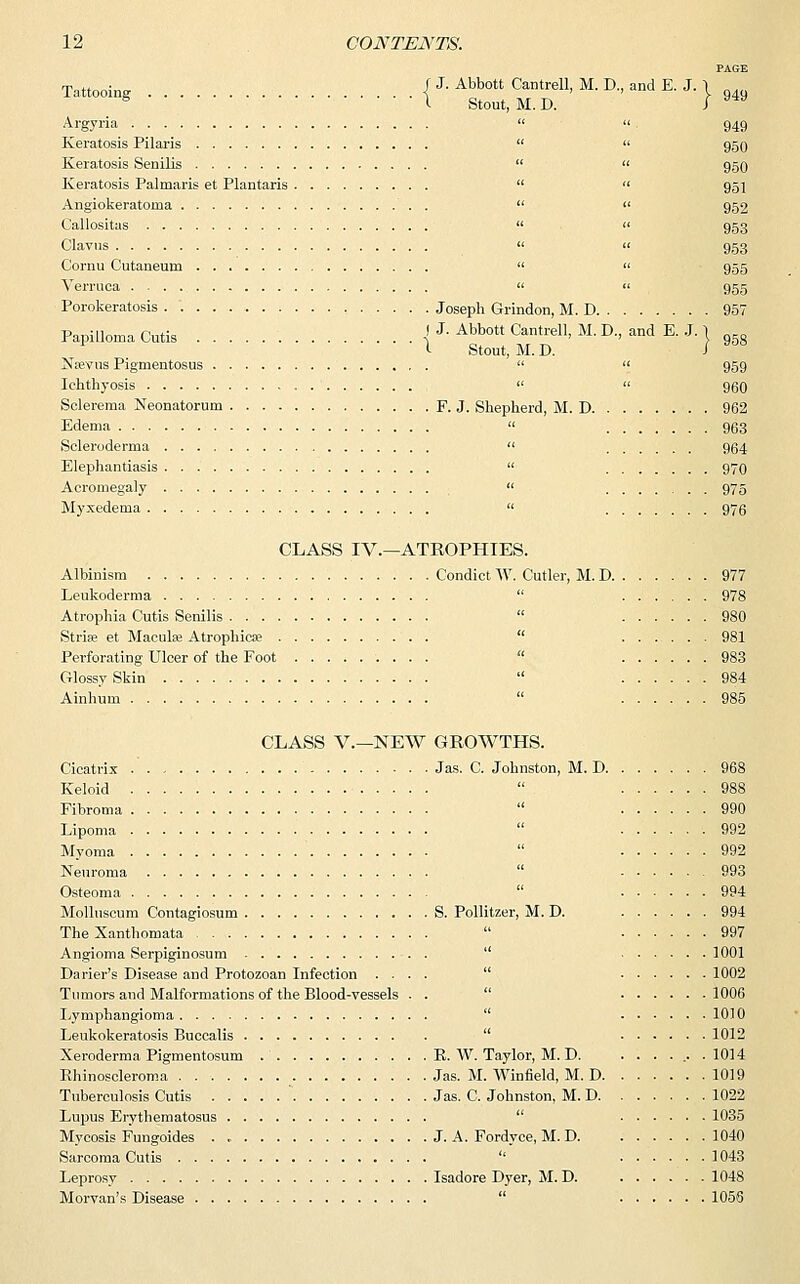 12 CONTENTS.
PAGE
Tattooing . . . . . . . . . . . . . . . . { J. Abbott Cantrell, M. D., and E. J. Stout, M. D. } 949
Argyria . . . . . . . . . . . . . . . . . . . “ “ 949
Keratosis Pilaris . . . . . . . . . . . . . . . “ “ 950
Keratosis Senilis . . . . . . . . . . . . . . . “ “ 950
Keratosis Palmaris et Plantaris . . . . . . . . . “ “ 951
Angiokeratoma . . . . . . . . . . . . . . . . “ “ 952
Callositas . . . . . . . . . . . . . . . . . . “ “ 953
Clavus . . . . . . . . . . . . . . . . . . . . “ “ 953
Cornu Cutaneum . . . . . . . . . . . . . . . “ “ 955
Verruca . . . . . . . . . . . . . . . . . . . “ “ 955
Porokeratosis . . . . . . . . . . . . . . . . . Joseph Grindon, M. D. . . . . . . . 957
Papilloma Cutis . . . . . . . . . . . . . . . { J. Abbott Cantrell, M. D., and E. J. Stout, M. D. } 958
Nævus Pigmentosus . . . . . . . . . . . . . . “ “ 959
Ichthyosis . . . . . . . . . . . . . . . . . . “ “ 960
Sclerema Neonatorum . . . . . . . . . . . . . F. J. Shepherd, M. D. . . . . . . . 962
Edema . . . . . . . . . . . . . . . . . . . . “ . . . . . . . 963
Scleroderma . . . . . . . . . . . . . . . . . “ . . . . . . 964
Elephantiasis . . . . . . . . . . . . . . . . . “ . . . . . . . 970
Acromegaly . . . . . . . . . . . . . . . . . “ . . . . . . . 975
Myxedema . . . . . . . . . . . . . . . . . . “ . . . . . . . 976
CLASS IV.—ATROPHIES.
Albinism . . . . . . . . . . . . . . . . . . Condict W. Cutler, M. D. . . . . . . 977
Leukoderma . . . . . . . . . . . . . . . . . “ . . . . . . 978
Atrophia Cutis Senilis . . . . . . . . . . . . . “ . . . . . . 980
Striæ et Maculæ Atrophicæ . . . . . . . . . . “ . . . . . . 981
Perforating Ulcer of the Foot . . . . . . . . . “ . . . . . . 983
Glossy Skin . . . . . . . . . . . . . . . . . “ . . . . . . 984
Ainhum . . . . . . . . . . . . . . . . . . . “ . . . . . . 985
CLASS V.—NEW GROWTHS.
Cicatrix . . . . . . . . . . . . . . . . . . . Jas. C. Johnston, M. D. . . . . . . 968
Keloid . . . . . . . . . . . . . . . . . . . “ . . . . . . 988
Fibroma . . . . . . . . . . . . . . . . . . . “ . . . . . . 990
Lipoma . . . . . . . . . . . . . . . . . . . “ . . . . . . 992
Myoma . . . . . . . . . . . . . . . . . . . “ . . . . . . 992
Neuroma . . . . . . . . . . . . . . . . . . “ . . . . . . 993
Osteoma . . . . . . . . . . . . . . . . . . . “ . . . . . . 994
Molluscum Contagiosum . . . . . . . . . . . . S. Pollitzer, M. D. . . . . . . 994
The Xanthomata . . . . . . . . . . . . . . . “ . . . . . . 997
Angioma Serpiginosum . . . . . . . . . . . . “ . . . . . . 1001
Darier's Disease and Protozoan Infection . . . . “ . . . . . . 1002
Tumors and Malformations of the Blood-vessels . . “ . . . . . . 1006
Lymphangioma . . . . . . . . . . . . . . . . “ . . . . . . 1010
Leukokeratosis Buccalis . . . . . . . . . . . . “ . . . . . . 1012
Xeroderma Pigmentosum . . . . . . . . . . . R. W. Taylor, M. D. . . . . . . 1014
Rhinoscleroma . . . . . . . . . . . . . . . . Jas. M. Winfield, M. D. . . . . . . 1019
Tuberculosis Cutis . . . . . . . . . . . . . . Jas. C. Johnston, M. D. . . . . . . 1022
Lupus Erythematosus . . . . . . . . . . . . . “ . . . . . . 1035
Mycosis Fungoides . . . . . . . . . . . . . . J. A. Fordyce, M. D. . . . . . . 1040
Sarcoma Cutis . . . . . . . . . . . . . . . . “ . . . . . . 1043
Leprosy . . . . . . . . . . . . . . . . . . . Isadore Dyer, M. D. . . . . . . 1048
Morvan's Disease . . . . . . . . . . . . . . . “ . . . . . . 1056